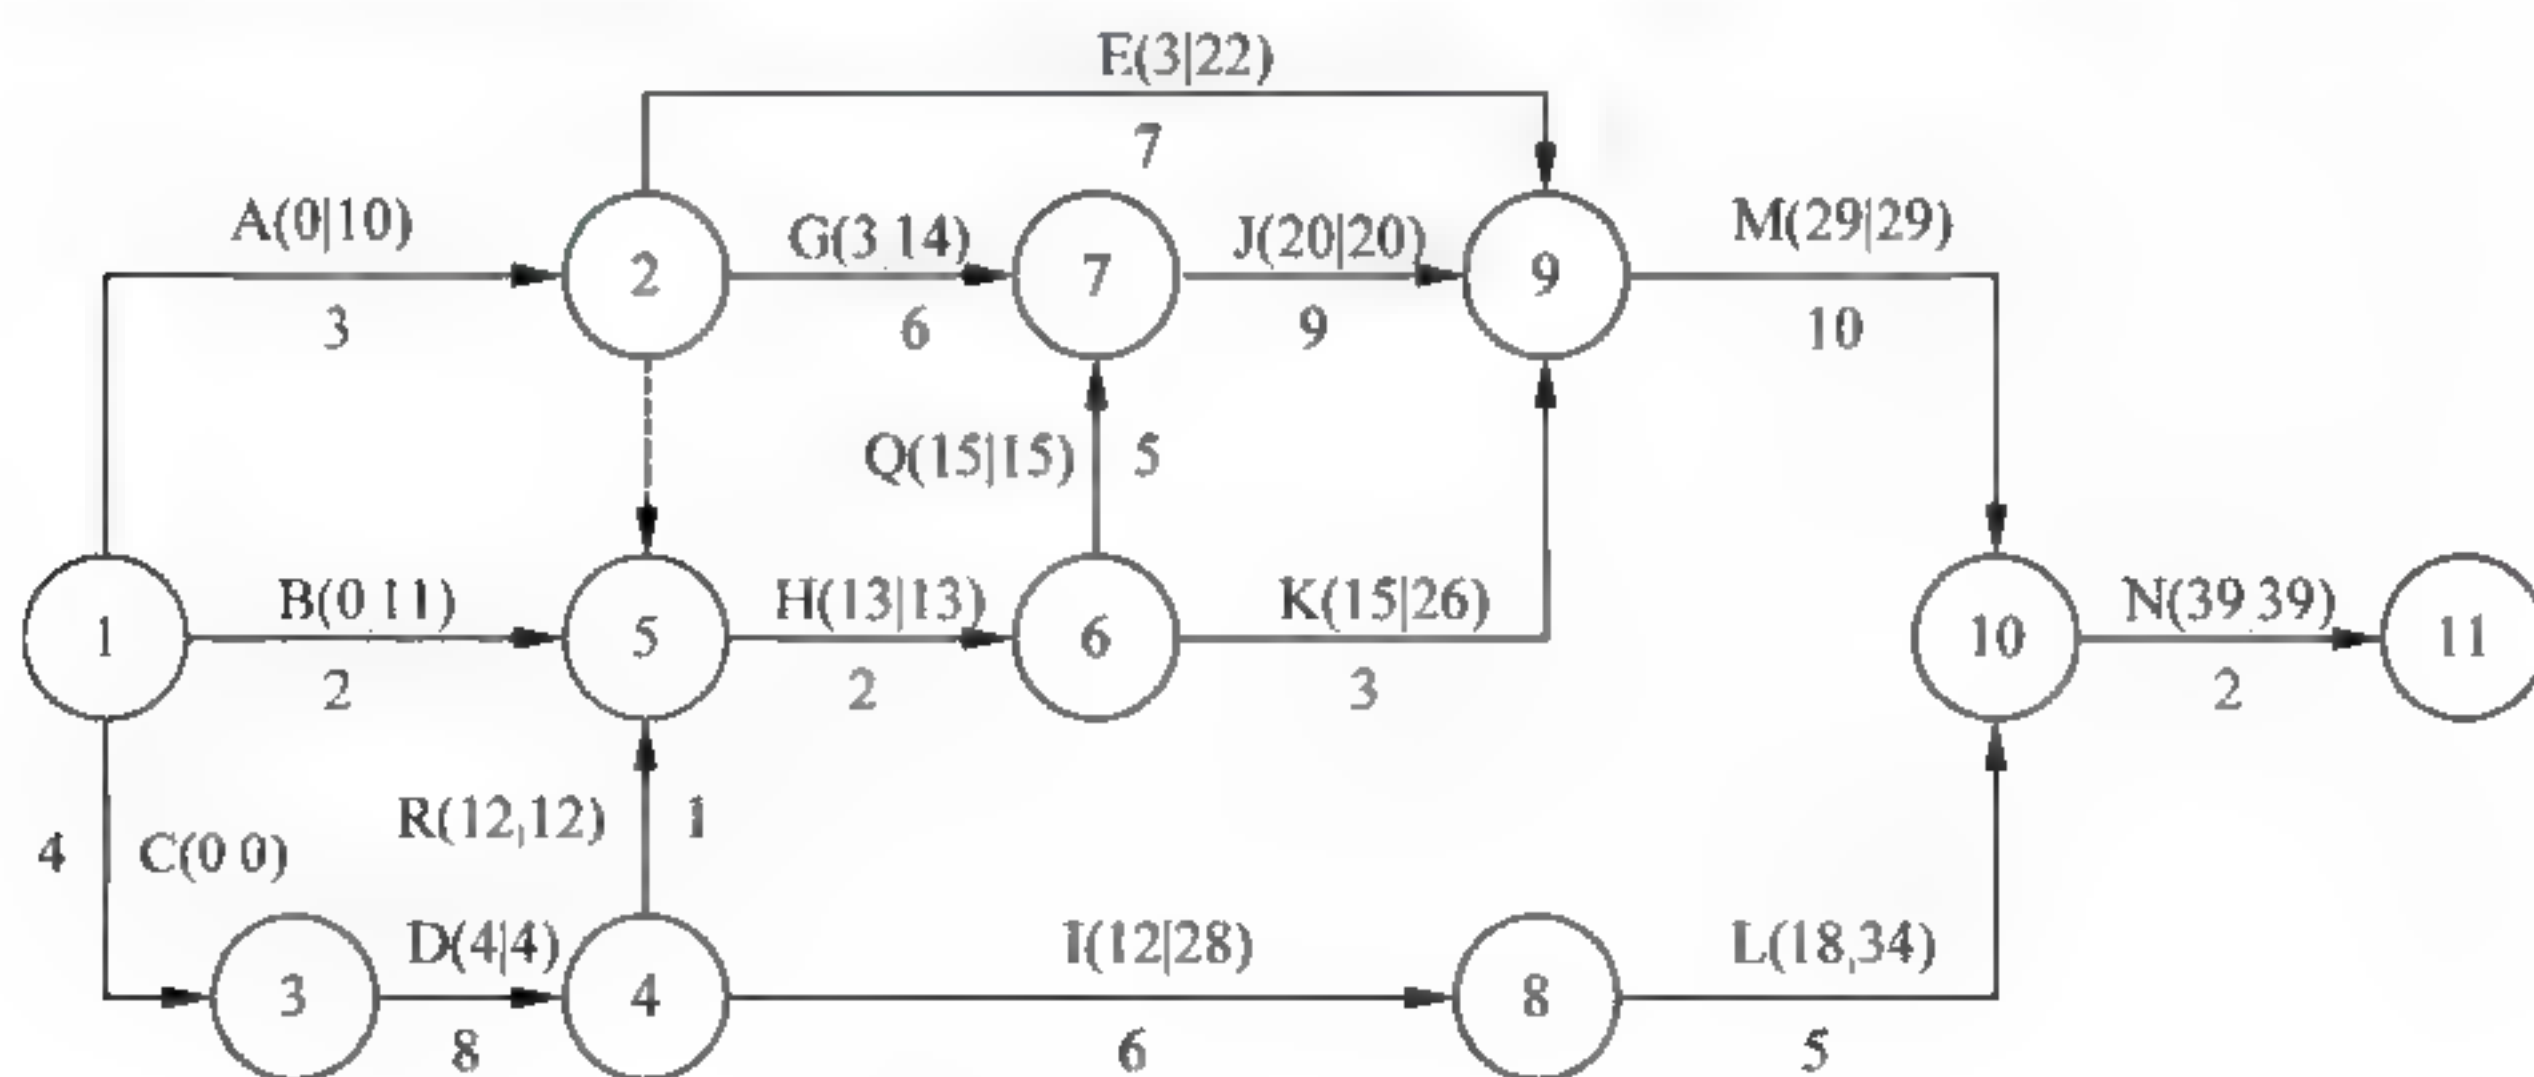 E(3|22)
7
A(0|10)
3
2
G(3 14)
6
7
J(20|20)
9
9
M(29|29)
10
Q(15|15)
5
1
B(0 11)
2
5
H(13|13)
2
6
K(15|26)
3
10
N(39 39)
2
11
4
C(0 0)
R(12,12)
1
3
D(4|4)
8
4
I(12|28)
6
8
L(18,34)
5